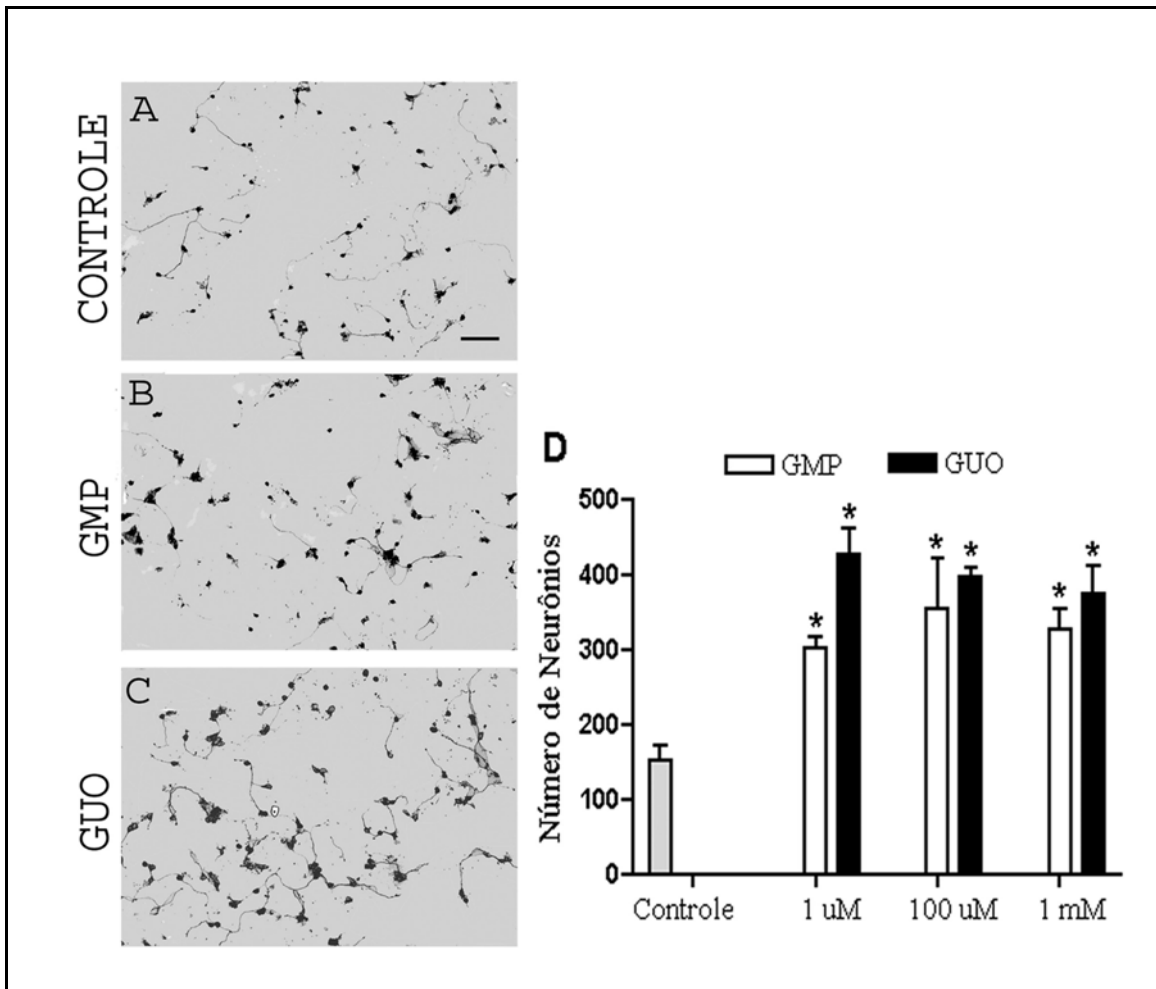 CONTROLE
A
GMP
B
GUO
C
D
GMP GUO
Número de Neurônios
500
400
300
200
100
0
* * * * * *
Controle 1 uM 100 uM 1 mM